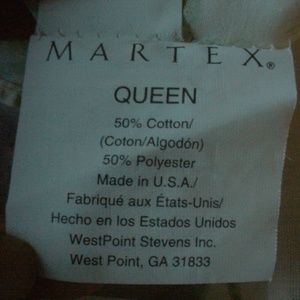 MARTEX®
QUEEN
50% Cotton/
(Coton/Algodón)
50% Polyester
Made in U.S.A./
Fabriqué aux États-Unis/
Hecho en los Estados Unidos
WestPoint Stevens Inc.
West Point, GA 31833